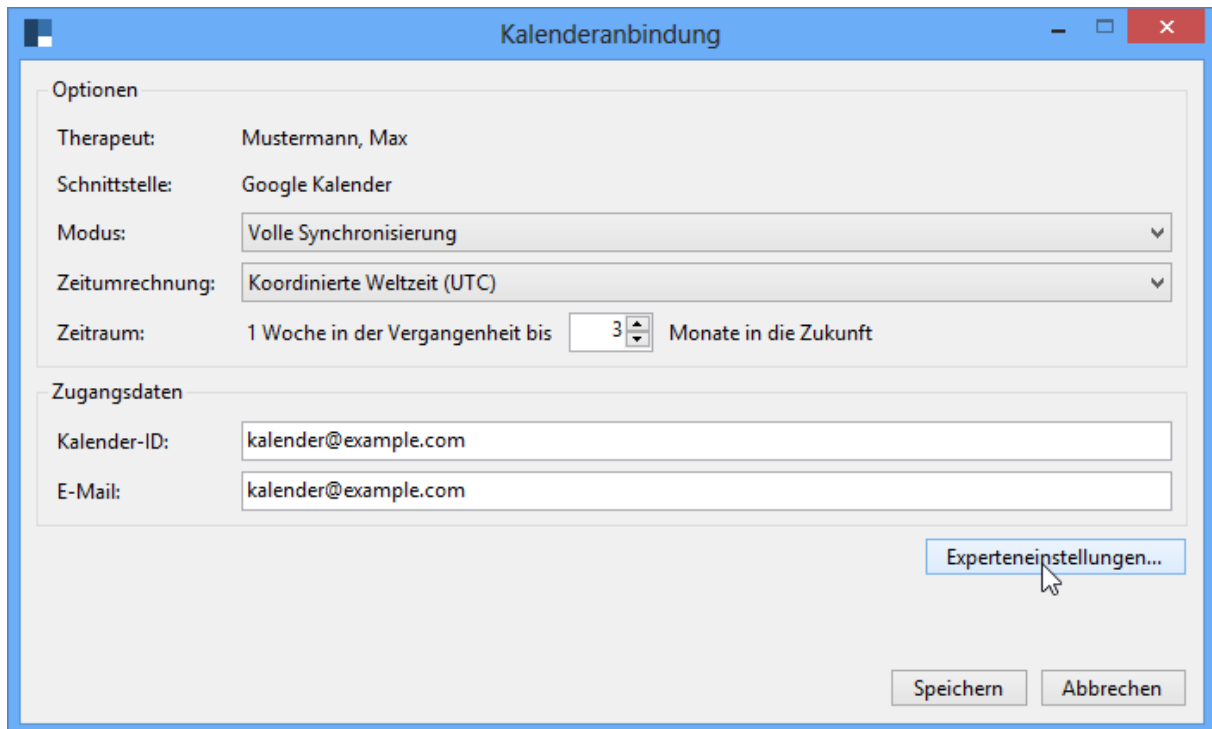 Kalenderanbindung
Optionen
Therapeut: Mustermann, Max
Schnittstelle: Google Kalender
Modus: Volle Synchronisierung
Zeitumrechnung: Koordinierte Weltzeit (UTC)
Zeitraum: 1 Woche in der Vergangenheit bis 3 Monate in die Zukunft
Zugangsdaten
Kalender-ID: kalender@example.com
E-Mail: kalender@example.com
Experteneinstellungen...
Speichern Abbrechen